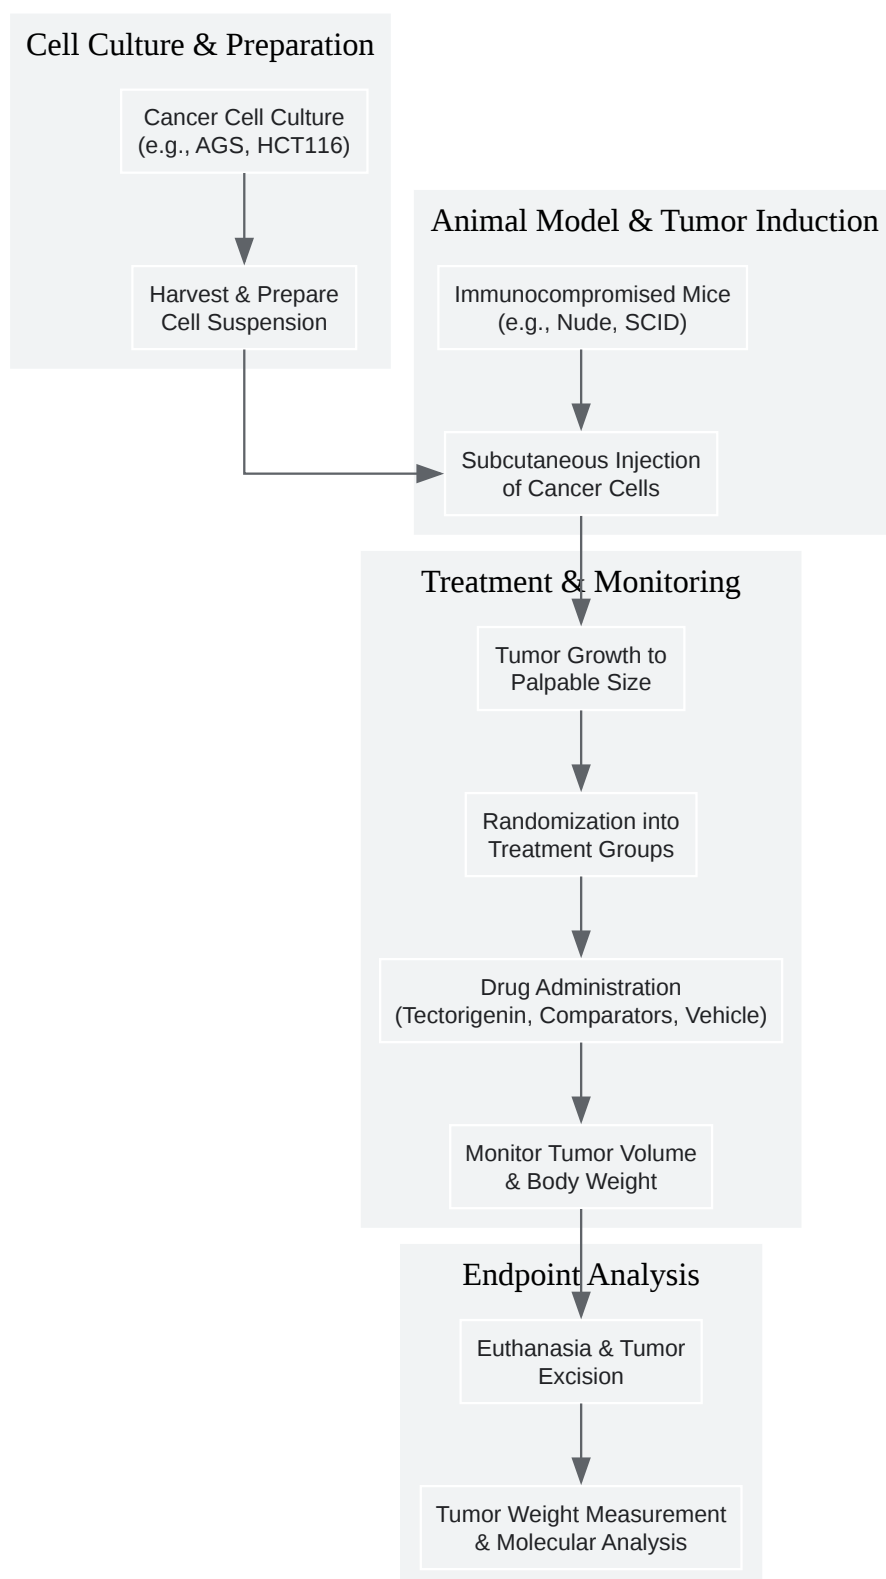 Cell Culture & Preparation
Cancer Cell Culture
(e.g., AGS, HCT116)
Harvest & Prepare
Cell Suspension
Animal Model & Tumor Induction
Immunocompromised Mice
(e.g., Nude, SCID)
Subcutaneous Injection
of Cancer Cells
Treatment & Monitoring
Tumor Growth to
Palpable Size
Randomization into
Treatment Groups
Drug Administration
(Tectorigenin, Comparators, Vehicle)
Monitor Tumor Volume
& Body Weight
Endpoint Analysis
Euthanasia & Tumor
Excision
Tumor Weight Measurement
& Molecular Analysis